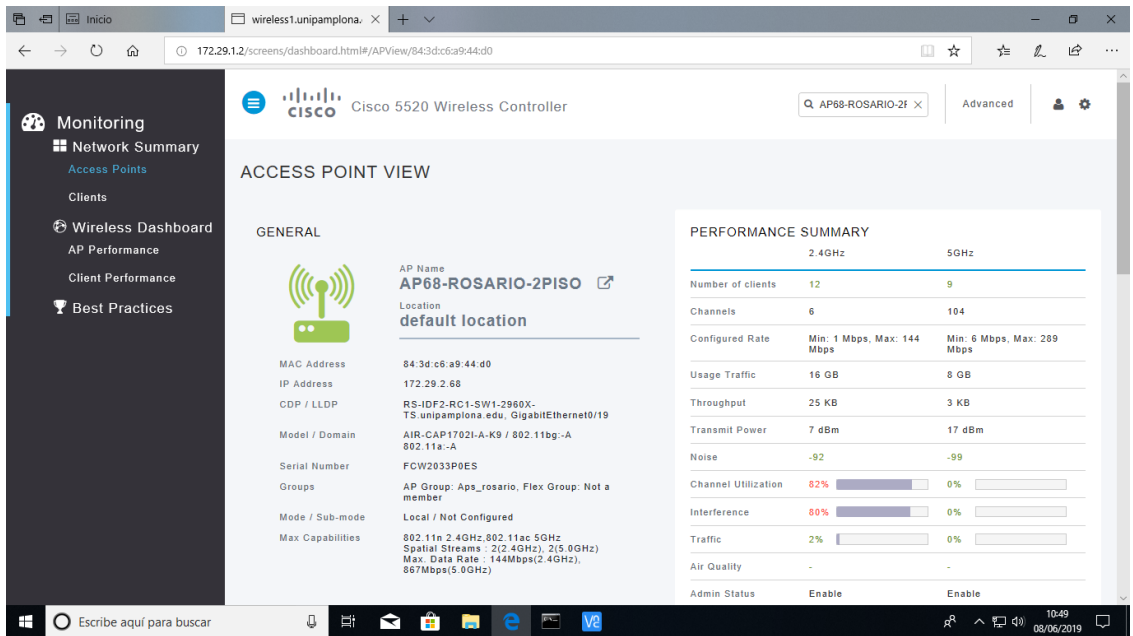 Inicio
wireless1.unipamplona.
172.29.1.2/screens/dashboard.html#/APView/84:3d:c6:a9:44:d0
Monitoring
Network Summary
Access Points
Clients
Wireless Dashboard
AP Performance
Client Performance
Best Practices
CISCO
Cisco 5520 Wireless Controller
AP68-ROSARIO-2F
Advanced
ACCESS POINT VIEW
GENERAL
AP Name
AP68-ROSARIO-2PISO
Location
default location
MAC Address 84:3d:c6:a9:44:d0
IP Address 172.29.2.68
CDP / LLDP RS-IDF2-RC1-SW1-2960X-
TS.unipamplona.edu, GigabitEthernet0/19
Model / Domain AIR-CAP1702I-A-K9 / 802.11bg:-A
802.11a:-A
Serial Number FCW2033P0ES
Groups AP Group: Aps_rosario, Flex Group: Not a
member
Mode / Sub-mode Local / Not Configured
Max Capabilities 802.11n 2.4GHz,802.11ac 5GHz
Spatial Streams : 2(2.4GHz), 2(5.0GHz)
Max. Data Rate : 144Mbps(2.4GHz),
867Mbps(5.0GHz)
PERFORMANCE SUMMARY
2.4GHz 5GHz
Number of clients 12 9
Channels 6 104
Configured Rate Min: 1 Mbps, Max: 144 Min: 6 Mbps, Max: 289
Mbps Mbps
Usage Traffic 16 GB 8 GB
Throughput 25 KB 3 KB
Transmit Power 7 dBm 17 dBm
Noise -92 -99
Channel Utilization 82% 0%
Interference 80% 0%
Traffic 2% 0%
Air Quality - -
Admin Status Enable Enable
Escribe aquí para buscar
10:49
08/06/2019